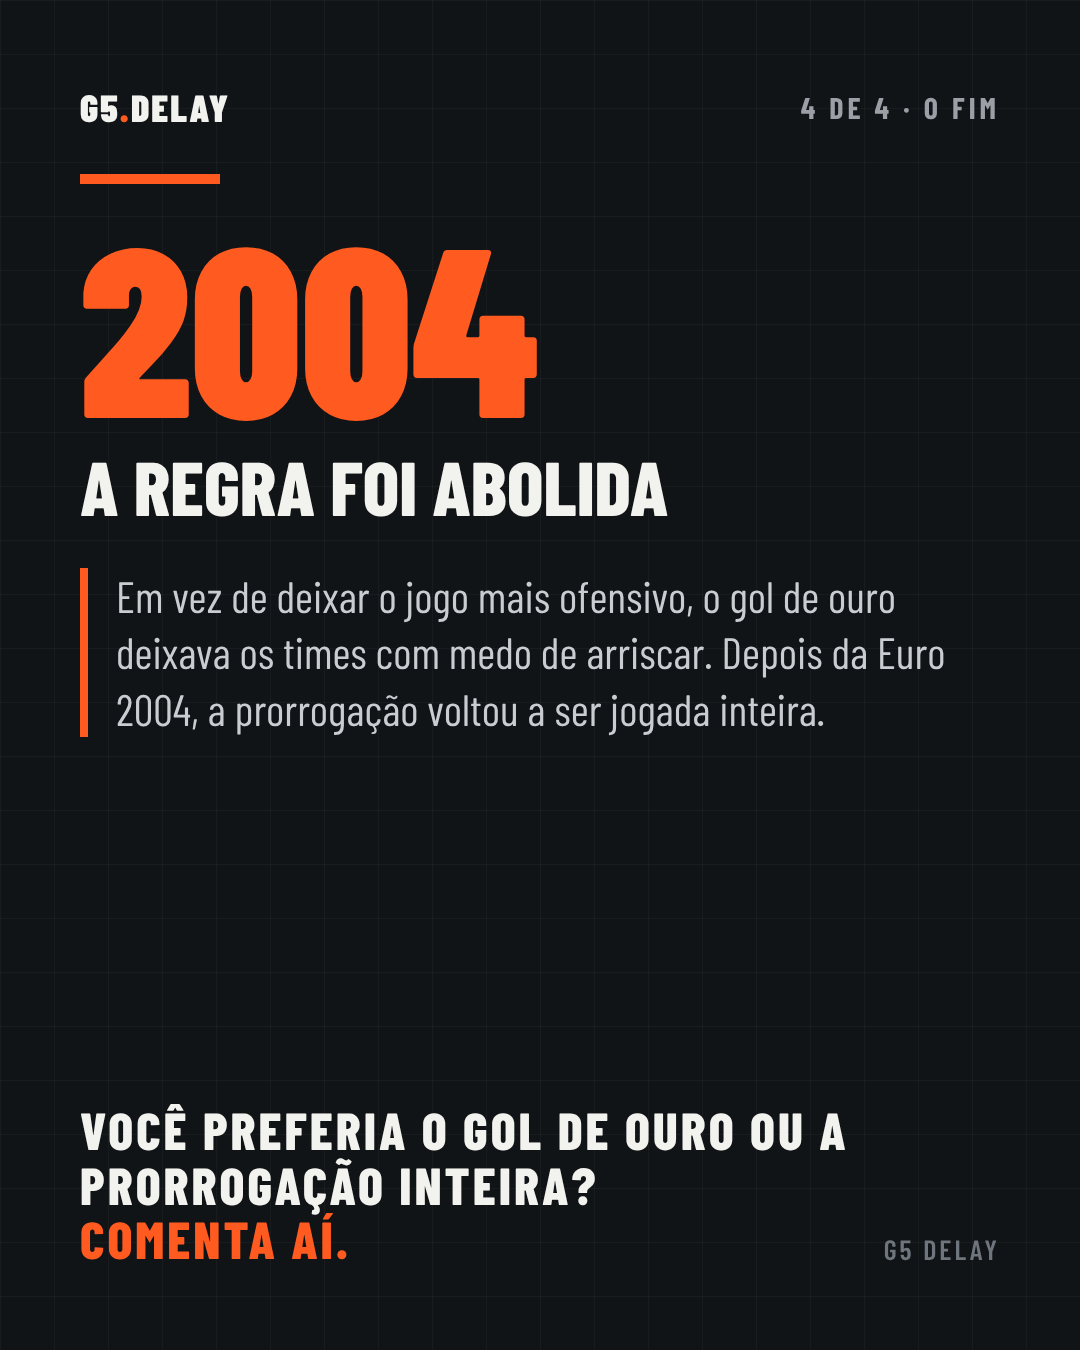 G5.DELAY
4 DE 4 · O FIM
2004
A REGRA FOI ABOLIDA
Em vez de deixar o jogo mais ofensivo, o gol de ouro
deixava os times com medo de arriscar. Depois da Euro
2004, a prorrogação voltou a ser jogada inteira.
VOCÊ PREFERIA O GOL DE OURO OU A
PRORROGAÇÃO INTEIRA?
COMENTA AÍ.
G5 DELAY